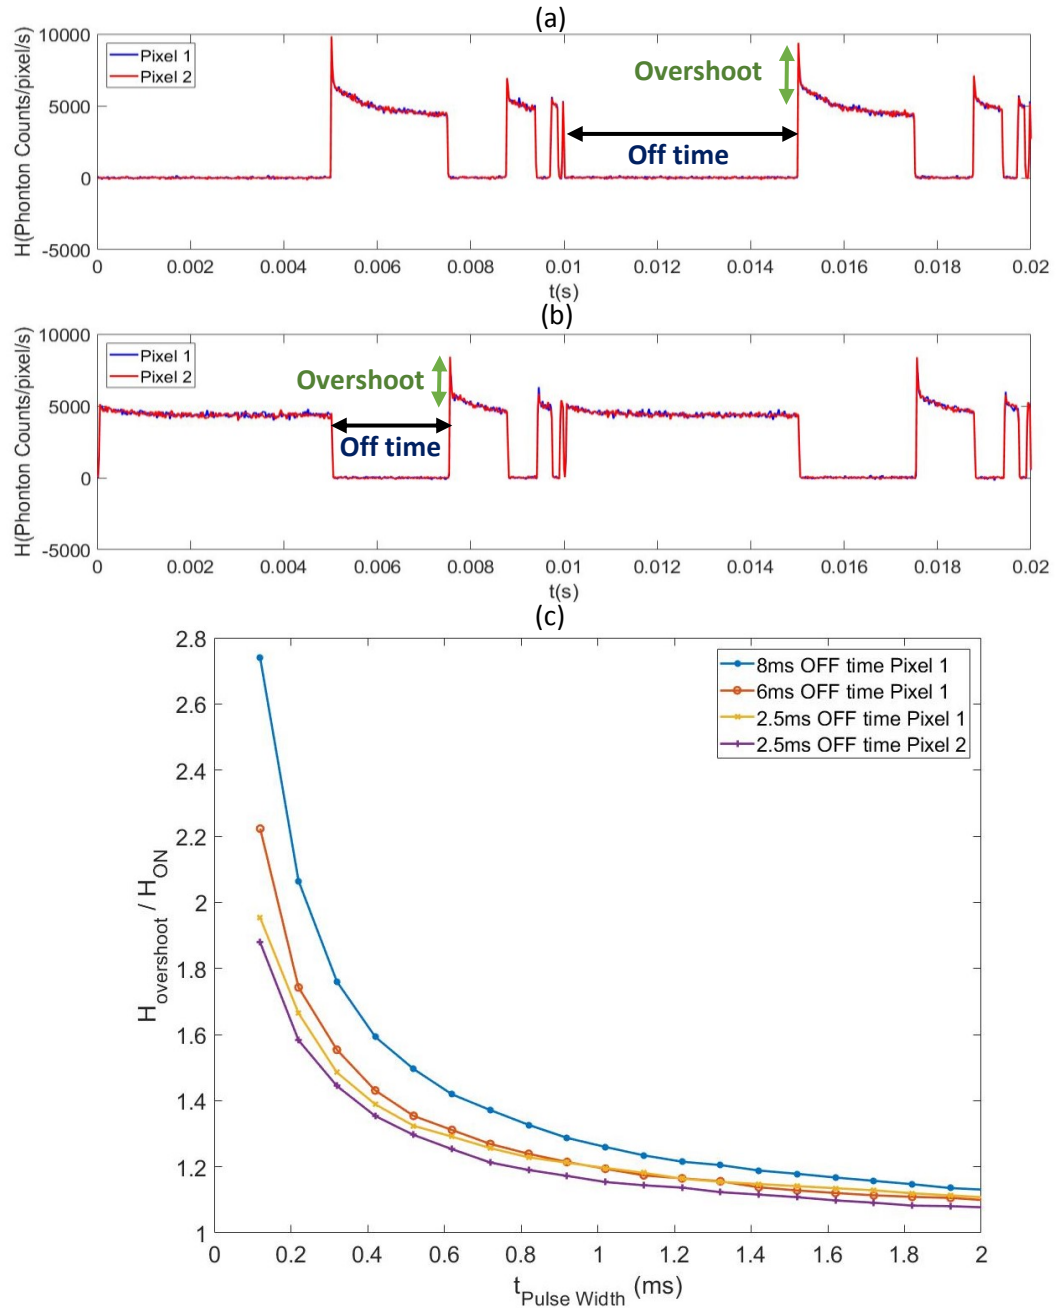 (a)
H(Phonton Counts/pixel/s)
10000
5000
0
-5000
Pixel 1
Pixel 2
Overshoot
Off time
0 0.002 0.004 0.006 0.008 0.01 0.012 0.014 0.016 0.018 0.02
t(s)
(b)
H(Phonton Counts/pixel/s)
10000
5000
0
-5000
Pixel 1
Pixel 2
Overshoot
Off time
0 0.002 0.004 0.006 0.008 0.01 0.012 0.014 0.016 0.018 0.02
t(s)
(c)
H_overshoot / H_ON
2.8
2.6
2.4
2.2
2
1.8
1.6
1.4
1.2
1
8ms OFF time Pixel 1
6ms OFF time Pixel 1
2.5ms OFF time Pixel 1
2.5ms OFF time Pixel 2
0 0.2 0.4 0.6 0.8 1 1.2 1.4 1.6 1.8 2
t_Pulse Width (ms)